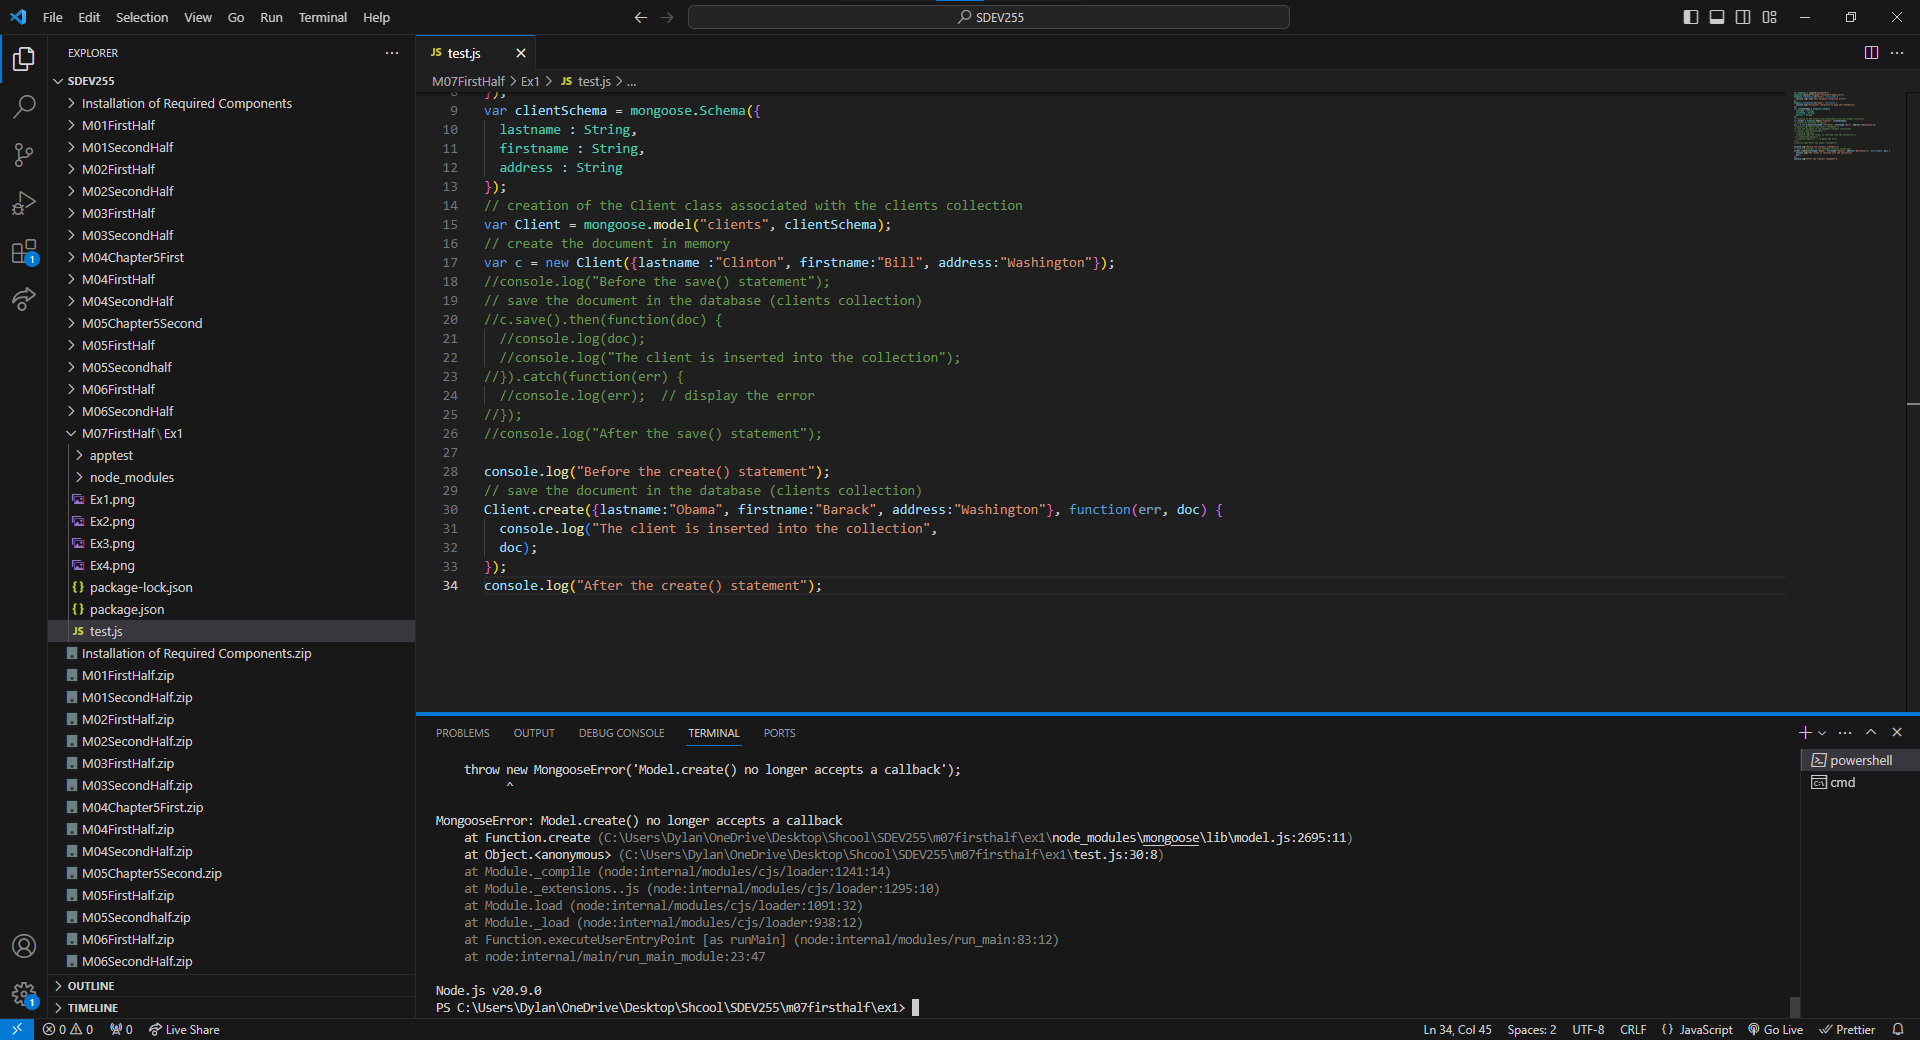 File Edit Selection View Go Run Terminal Help
SDEV255
EXPLORER
SDEV255
Installation of Required Components
M01FirstHalf
M01SecondHalf
M02FirstHalf
M02SecondHalf
M03FirstHalf
M03SecondHalf
M04Chapter5First
M04FirstHalf
M04SecondHalf
M05Chapter5Second
M05FirstHalf
M05Secondhalf
M06FirstHalf
M06SecondHalf
M07FirstHalf\Ex1
apptest
node_modules
Ex1.png
Ex2.png
Ex3.png
Ex4.png
{} package-lock.json
{} package.json
JS test.js
Installation of Required Components.zip
M01FirstHalf.zip
M01SecondHalf.zip
M02FirstHalf.zip
M02SecondHalf.zip
M03FirstHalf.zip
M03SecondHalf.zip
M04Chapter5First.zip
M04FirstHalf.zip
M04SecondHalf.zip
M05Chapter5Second.zip
M05FirstHalf.zip
M05Secondhalf.zip
M06FirstHalf.zip
M06SecondHalf.zip
OUTLINE
TIMELINE
1
1
JS test.js
M07FirstHalf > Ex1 > JS test.js > ...
8 });
9 var clientSchema = mongoose.Schema({
10 lastname : String,
11 firstname : String,
12 address : String
13 });
14 // creation of the Client class associated with the clients collection
15 var Client = mongoose.model("clients", clientSchema);
16 // create the document in memory
17 var c = new Client({lastname :"Clinton", firstname:"Bill", address:"Washington"});
18 //console.log("Before the save() statement");
19 // save the document in the database (clients collection)
20 //c.save().then(function(doc) {
21 //console.log(doc);
22 //console.log("The client is inserted into the collection");
23 //}).catch(function(err) {
24 //console.log(err);  // display the error
25 //});
26 //console.log("After the save() statement");
27
28 console.log("Before the create() statement");
29 // save the document in the database (clients collection)
30 Client.create({lastname:"Obama", firstname:"Barack", address:"Washington"}, function(err, doc) {
31 console.log("The client is inserted into the collection",
32 doc);
33 });
34 console.log("After the create() statement");
PROBLEMS OUTPUT DEBUG CONSOLE TERMINAL PORTS
powershell
cmd
throw new MongooseError('Model.create() no longer accepts a callback');
^
MongooseError: Model.create() no longer accepts a callback
at Function.create (C:\Users\Dylan\OneDrive\Desktop\Shcool\SDEV255\m07firsthalf\ex1\node_modules\mongoose\lib\model.js:2695:11)
at Object.<anonymous> (C:\Users\Dylan\OneDrive\Desktop\Shcool\SDEV255\m07firsthalf\ex1\test.js:30:8)
at Module._compile (node:internal/modules/cjs/loader:1241:14)
at Module._extensions..js (node:internal/modules/cjs/loader:1295:10)
at Module.load (node:internal/modules/cjs/loader:1091:32)
at Module._load (node:internal/modules/cjs/loader:938:12)
at Function.executeUserEntryPoint [as runMain] (node:internal/modules/run_main:83:12)
at node:internal/main/run_main_module:23:47
Node.js v20.9.0
PS C:\Users\Dylan\OneDrive\Desktop\Shcool\SDEV255\m07firsthalf\ex1>
0 0 0 Live Share Ln 34, Col 45 Spaces: 2 UTF-8 CRLF {} JavaScript Go Live Prettier